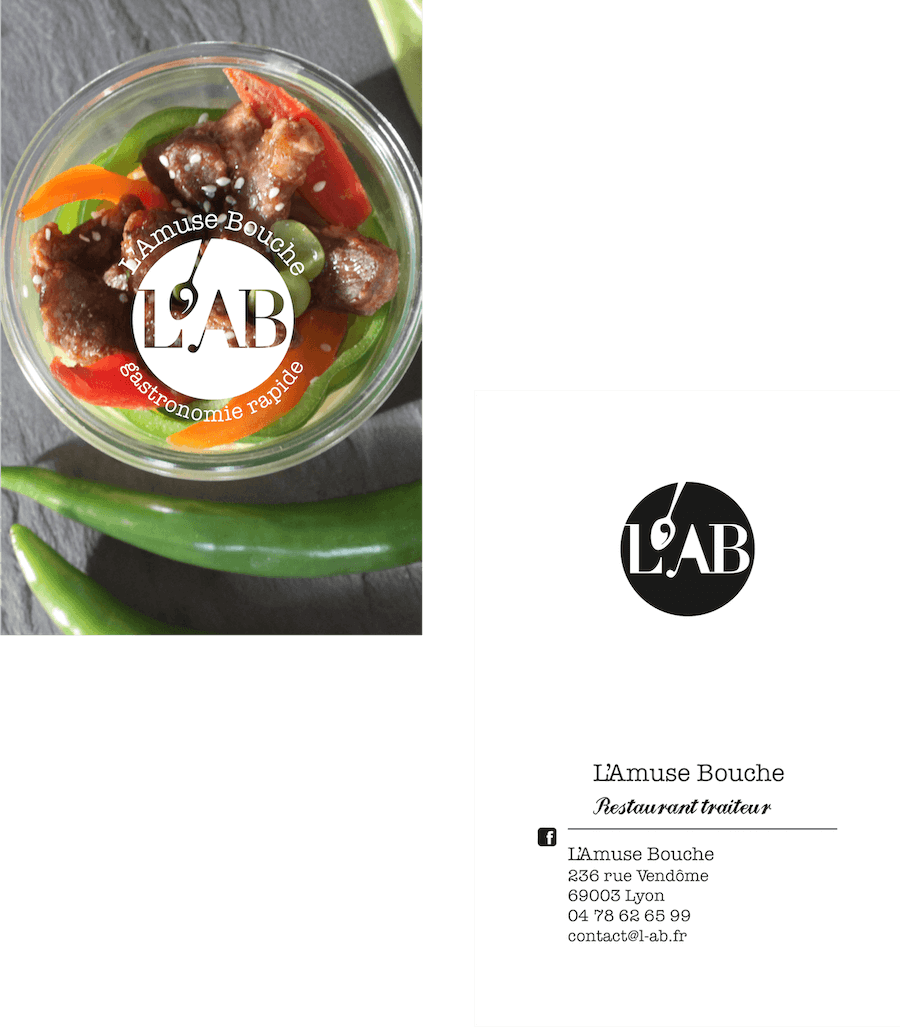 L'Amuse Bouche
L'AB
gastronomie rapide
L'AB
L'Amuse Bouche
Restaurant traiteur
f
L'Amuse Bouche
236 rue Vendôme
69003 Lyon
04 78 62 65 99
contact@l-ab.fr